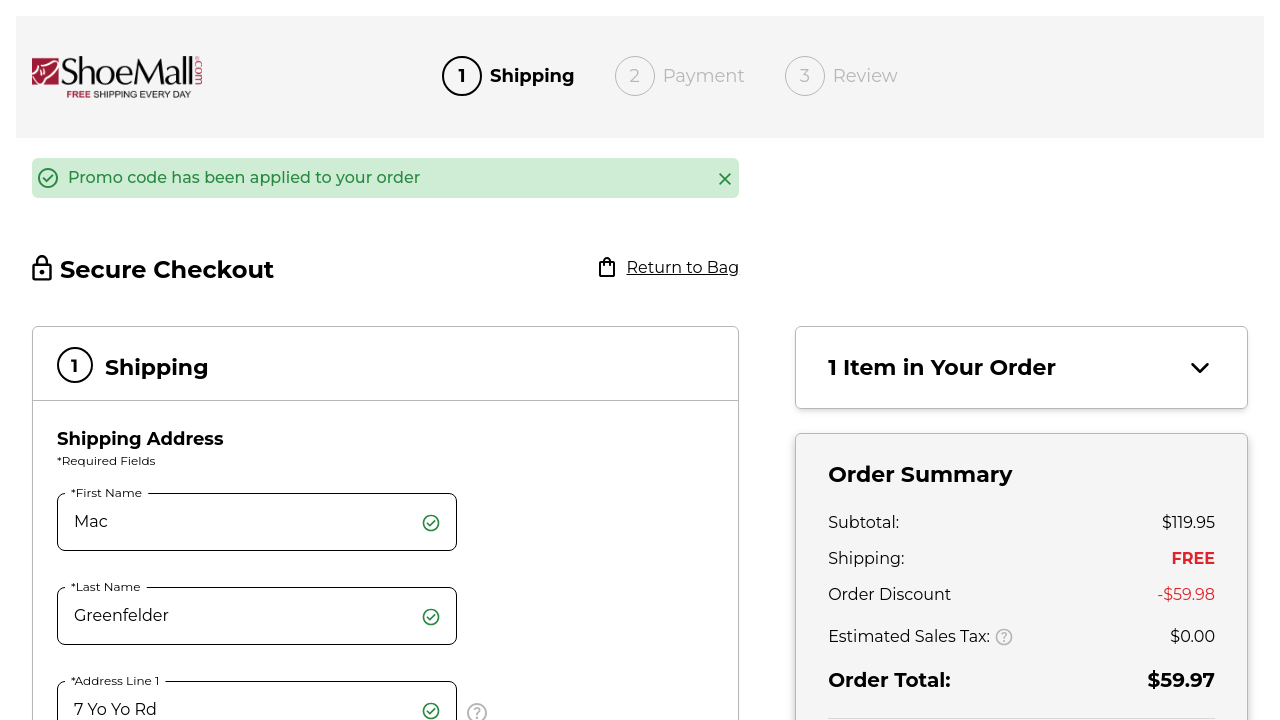 ShoeMall.com
FREE SHIPPING EVERY DAY
1 Shipping
2 Payment
3 Review
Promo code has been applied to your order
Secure Checkout
Return to Bag
1 Shipping
Shipping Address
*Required Fields
*First Name
Mac
*Last Name
Greenfelder
*Address Line 1
7 Yo Yo Rd
?
1 Item in Your Order
Order Summary
Subtotal: $119.95
Shipping: FREE
Order Discount -$59.98
Estimated Sales Tax: ? $0.00
Order Total: $59.97